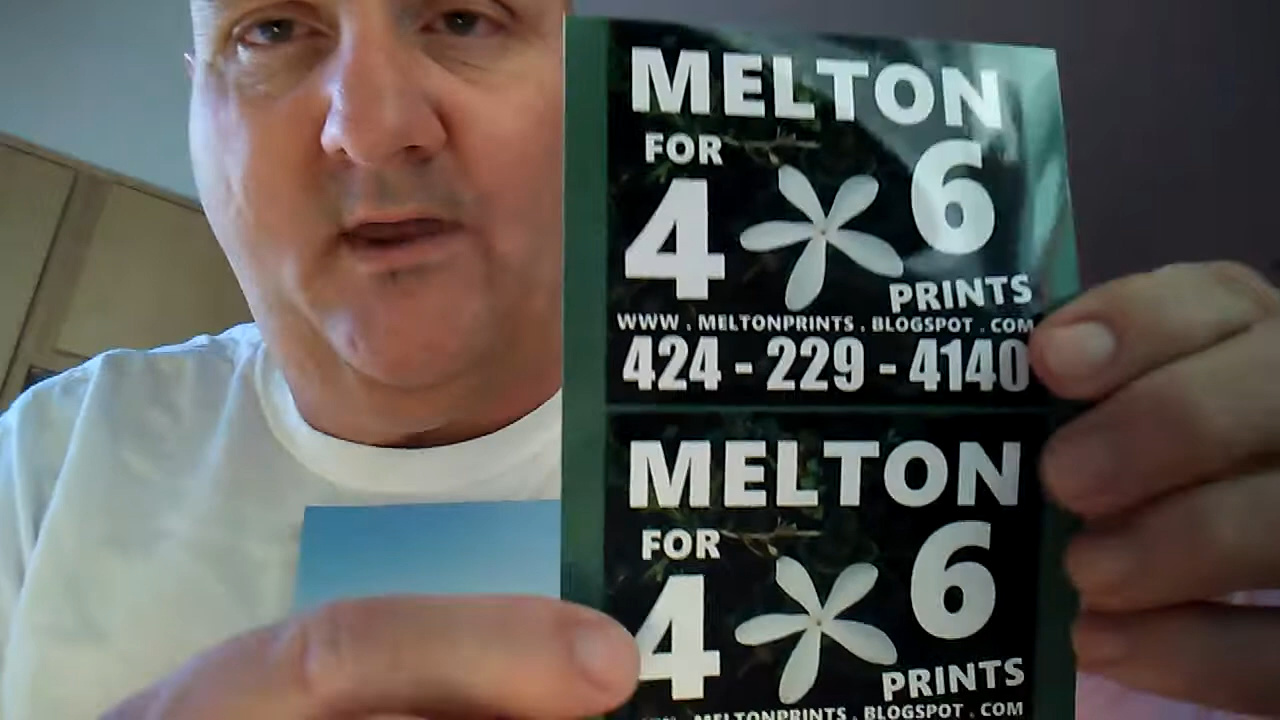 MELTON
FOR
4 6
PRINTS
WWW . MELTONPRINTS . BLOGSPOT . COM
424 - 229 - 4140
MELTON
FOR
4 6
PRINTS
MELTONPRINTS . BLOGSPOT . COM